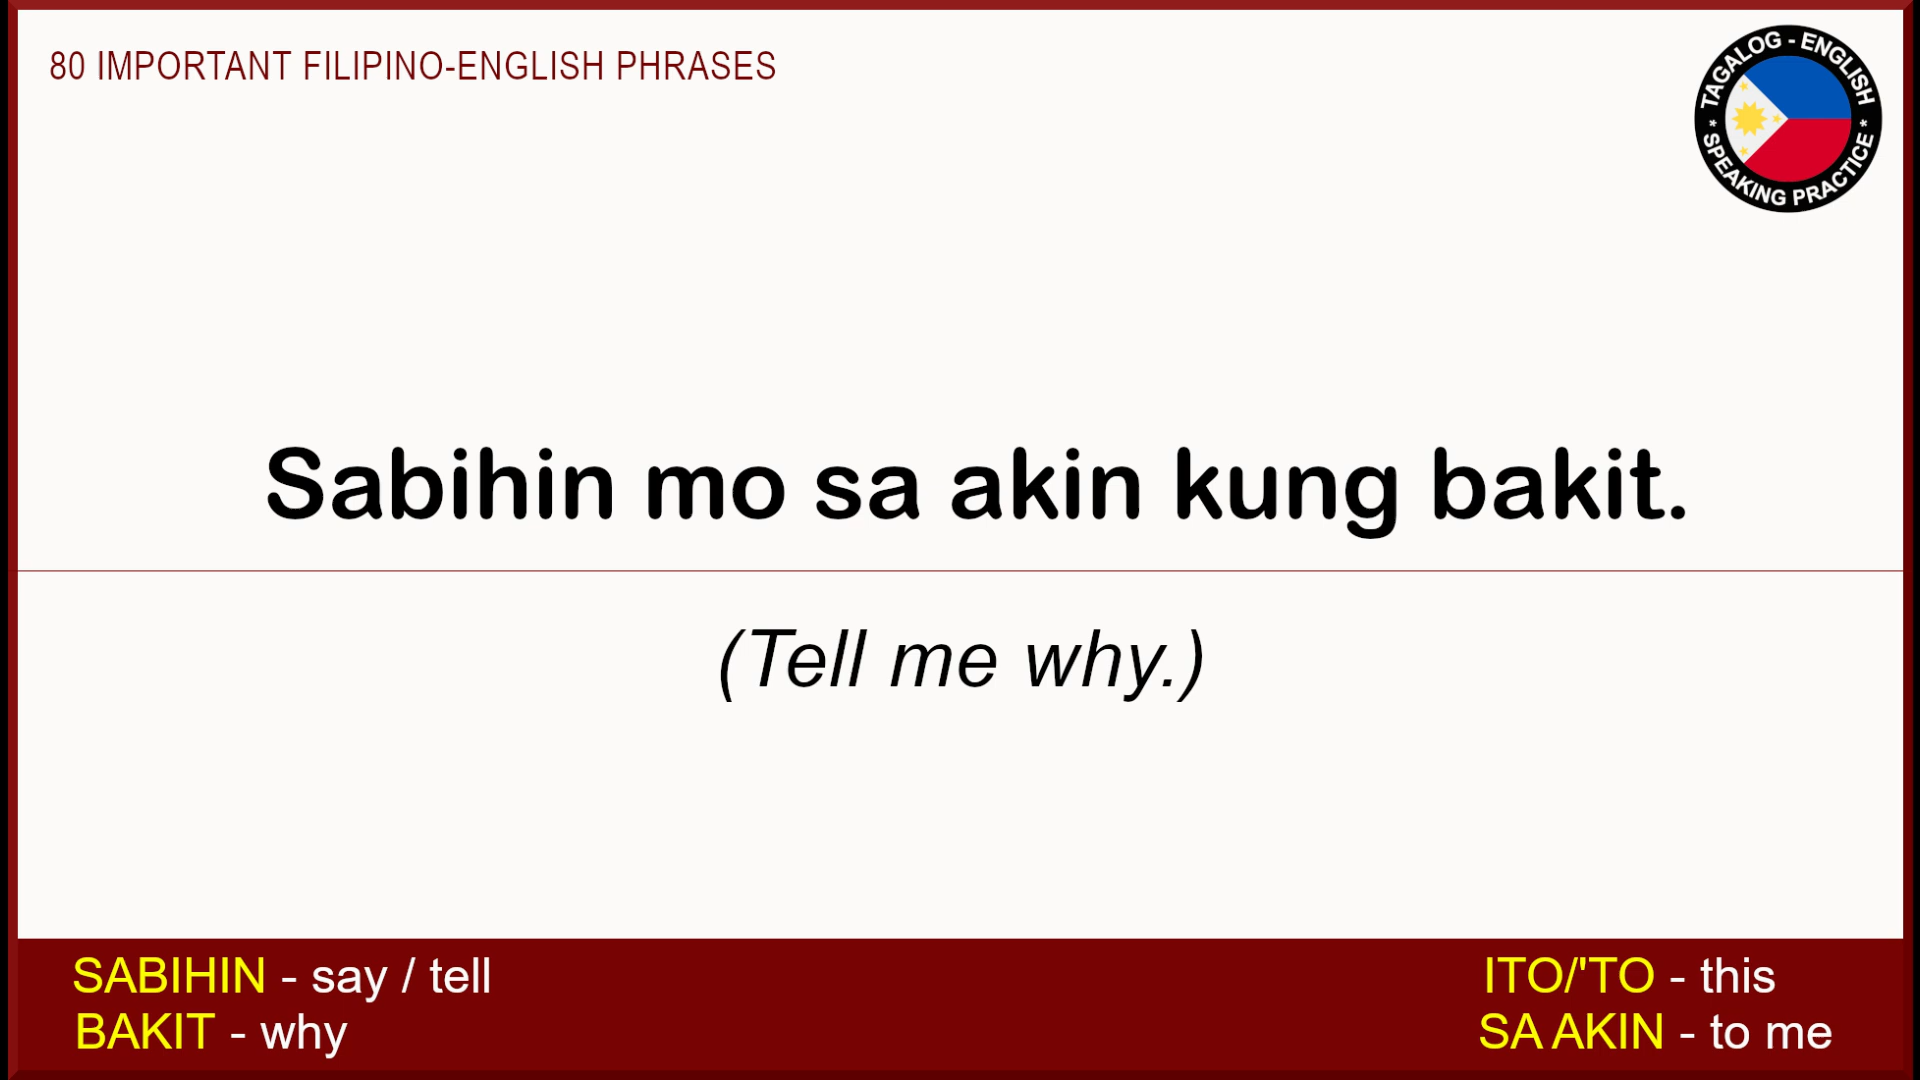 80 IMPORTANT FILIPINO-ENGLISH PHRASES
TAGALOG - ENGLISH
* SPEAKING PRACTICE *
Sabihin mo sa akin kung bakit.
(Tell me why.)
SABIHIN - say / tell
BAKIT - why
ITO/'TO - this
SA AKIN - to me